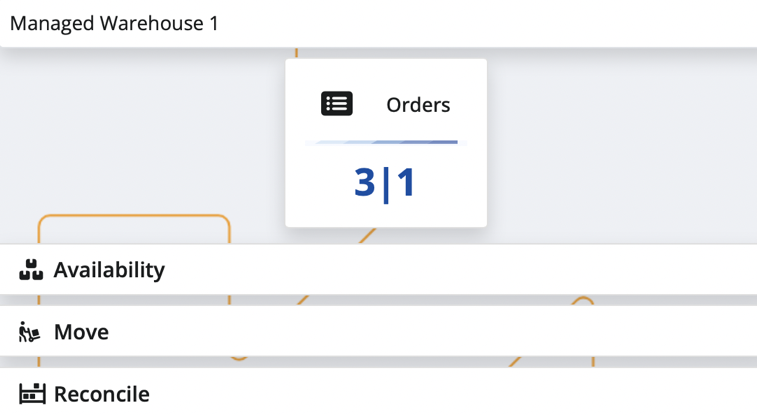 Managed Warehouse 1
Orders
3|1
Availability
Move
Reconcile